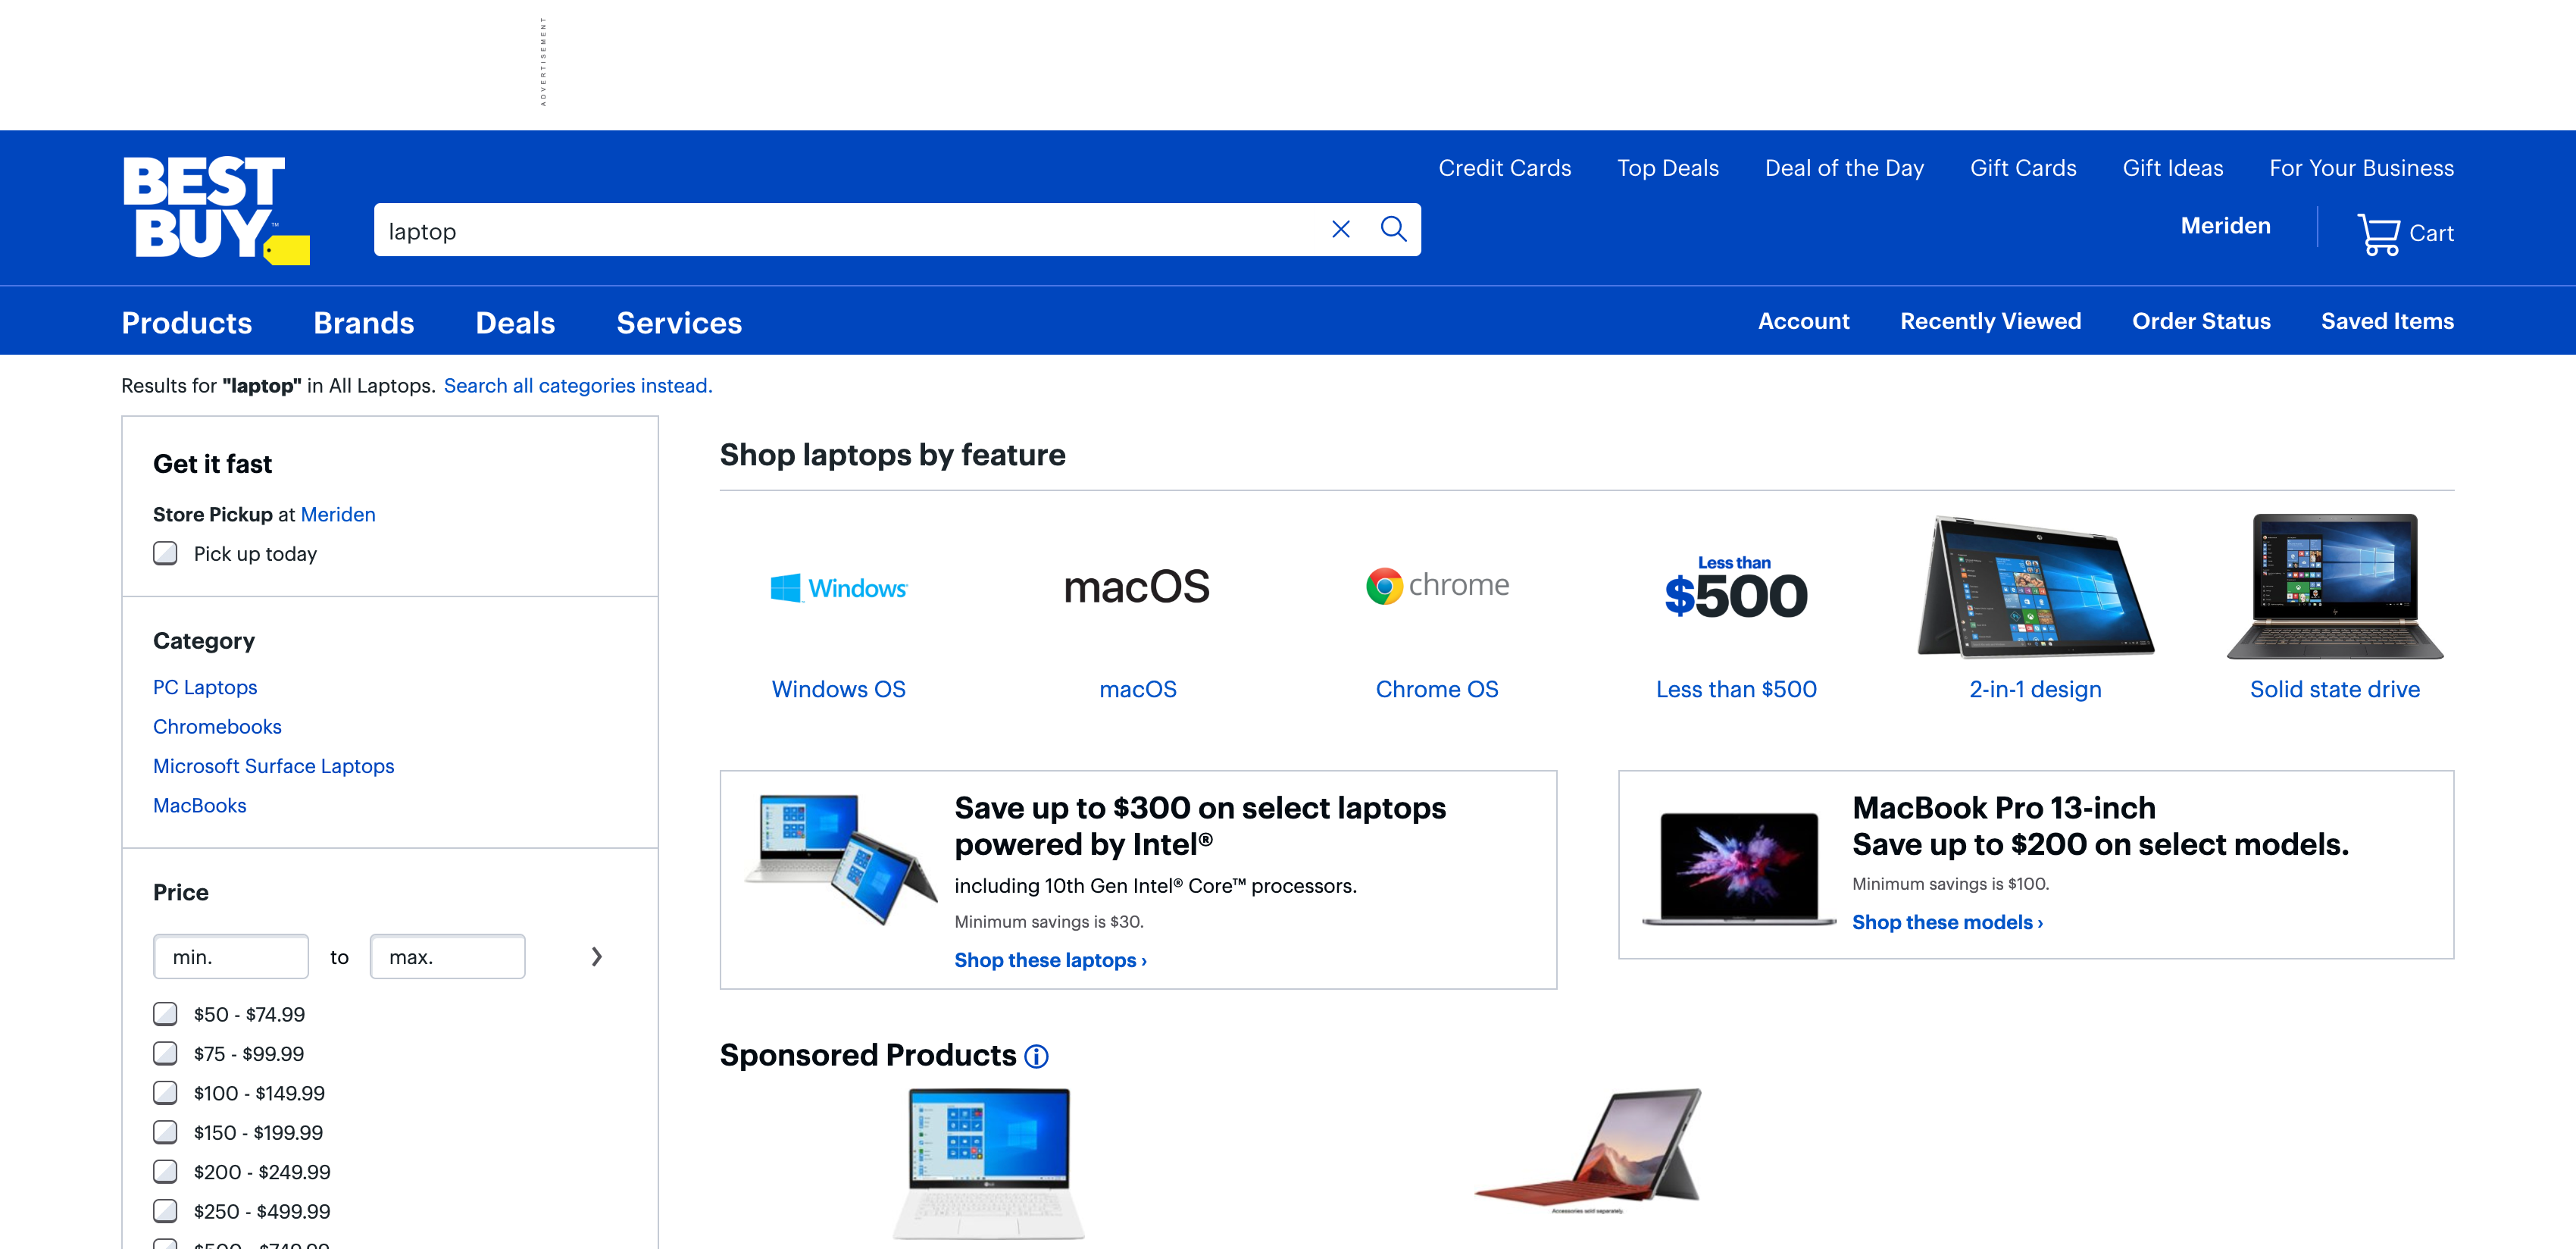 ADVERTISEMENT
BEST
BUY™
laptop
Credit Cards
Top Deals
Deal of the Day
Gift Cards
Gift Ideas
For Your Business
Meriden
Cart
Products
Brands
Deals
Services
Account
Recently Viewed
Order Status
Saved Items
Results for "laptop" in All Laptops. Search all categories instead.
Get it fast
Store Pickup at Meriden
Pick up today
Category
PC Laptops
Chromebooks
Microsoft Surface Laptops
MacBooks
Price
min. to max.
$50 - $74.99
$75 - $99.99
$100 - $149.99
$150 - $199.99
$200 - $249.99
$250 - $499.99
Shop laptops by feature
Windows
macOS
chrome
Less than
$500
Windows OS
macOS
Chrome OS
Less than $500
2-in-1 design
Solid state drive
Save up to $300 on select laptops
powered by Intel®
including 10th Gen Intel® Core™ processors.
Minimum savings is $30.
Shop these laptops ›
MacBook Pro 13-inch
Save up to $200 on select models.
Minimum savings is $100.
Shop these models ›
Sponsored Products
Accessories sold separately.